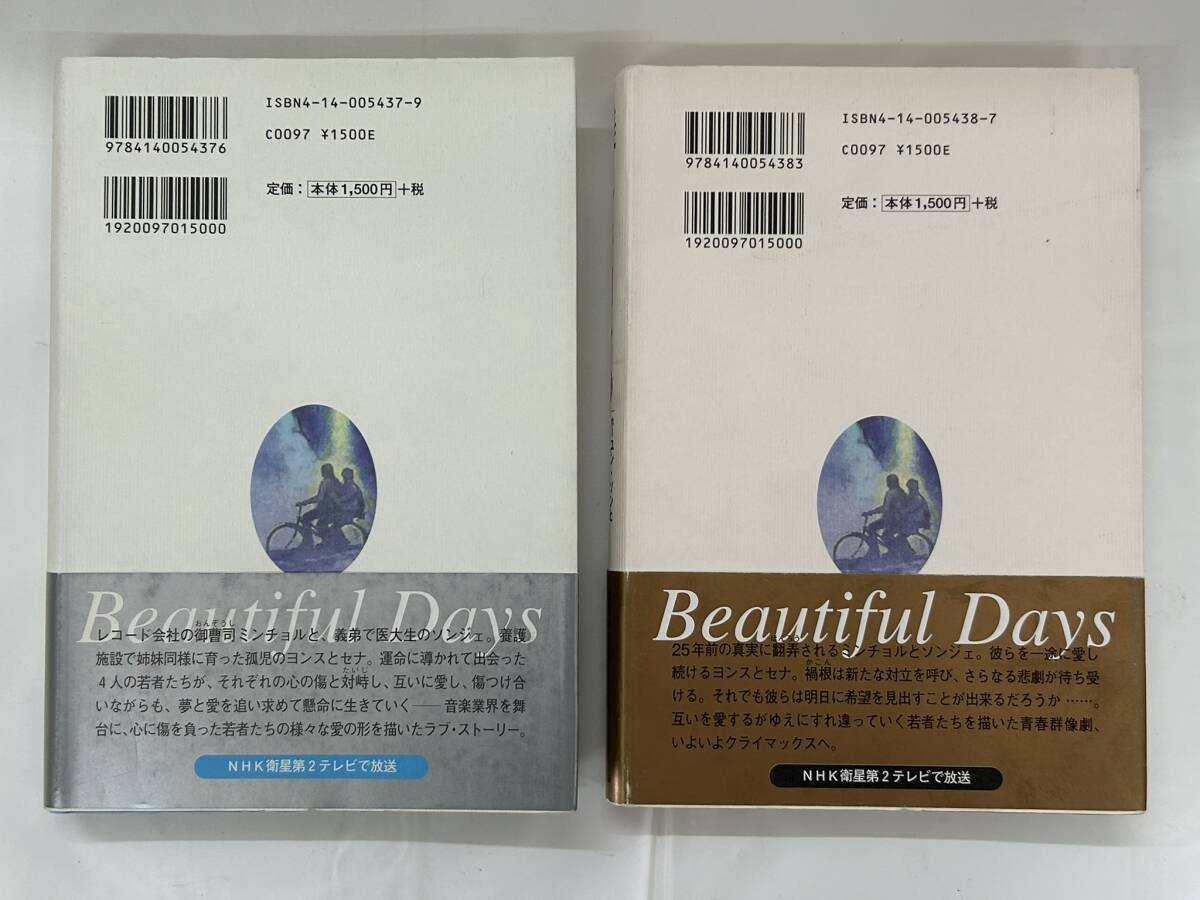 ISBN4-14-005437-9
C0097 ¥1500E
9784140054376
定価：本体1,500円+税
1920097015000
Beautiful Days
レコード会社の御曹司ミンチョルと、義弟で医大生のソンジェ。養護
施設で姉妹同様に育った孤児のヨンスとセナ。運命に導かれて出会った
4人の若者たちが、それぞれの心の傷と対峙し、互いに愛し、傷つけ合
いながらも、夢と愛を追い求めて懸命に生きていく――音楽業界を舞
台に、心に傷を負った若者たちの様々な愛の形を描いたラブ・ストーリー。
NHK衛星第2テレビで放送
ISBN4-14-005438-7
C0097 ¥1500E
9784140054383
定価：本体1,500円+税
1920097015000
Beautiful Days
25年前の真実に翻弄されるミンチョルとソンジェ。彼らを一途に愛し
続けるヨンスとセナ。禍根は新たな対立を呼び、さらなる悲劇が待ち受
ける。それでも彼らは明日に希望を見出すことが出来るだろうか……。
互いを愛するがゆえにすれ違っていく若者たちを描いた青春群像劇、
いよいよクライマックスへ。
NHK衛星第2テレビで放送